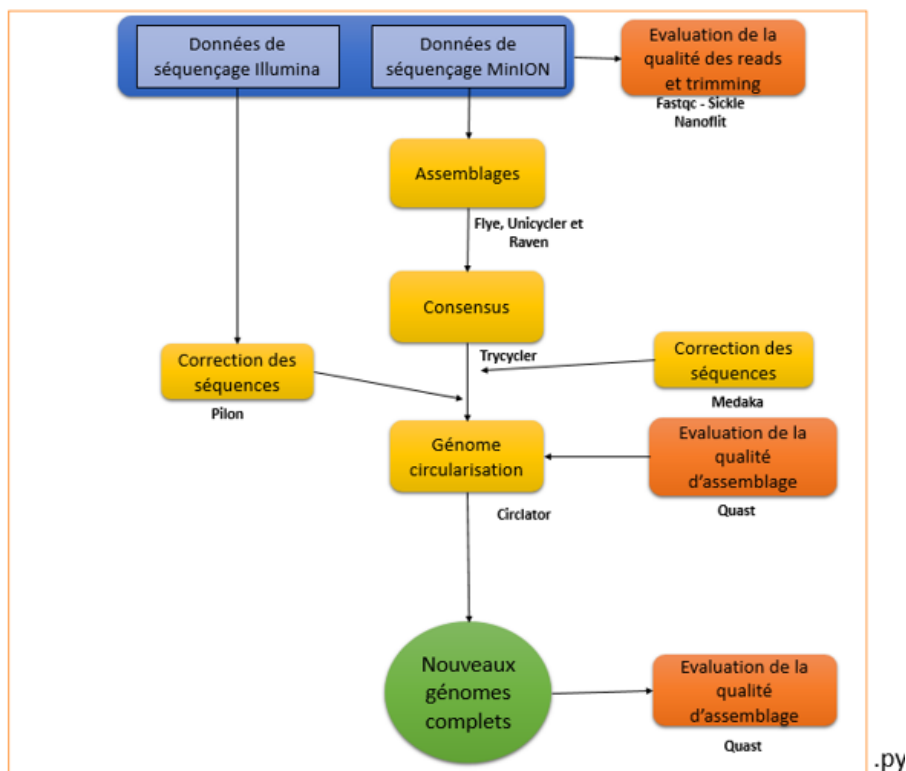 Données de
séquençage Illumina
Données de
séquençage MinION
Evaluation de la
qualité des reads
et trimming
Fastqc - Sickle
Nanoflit
Assemblages
Flye, Unicycler et
Raven
Consensus
Trycycler
Correction des
séquences
Pilon
Correction des
séquences
Medaka
Génome
circularisation
Circlator
Evaluation de la
qualité
d'assemblage
Quast
Nouveaux
génomes
complets
Evaluation de la
qualité
d'assemblage
Quast
.py